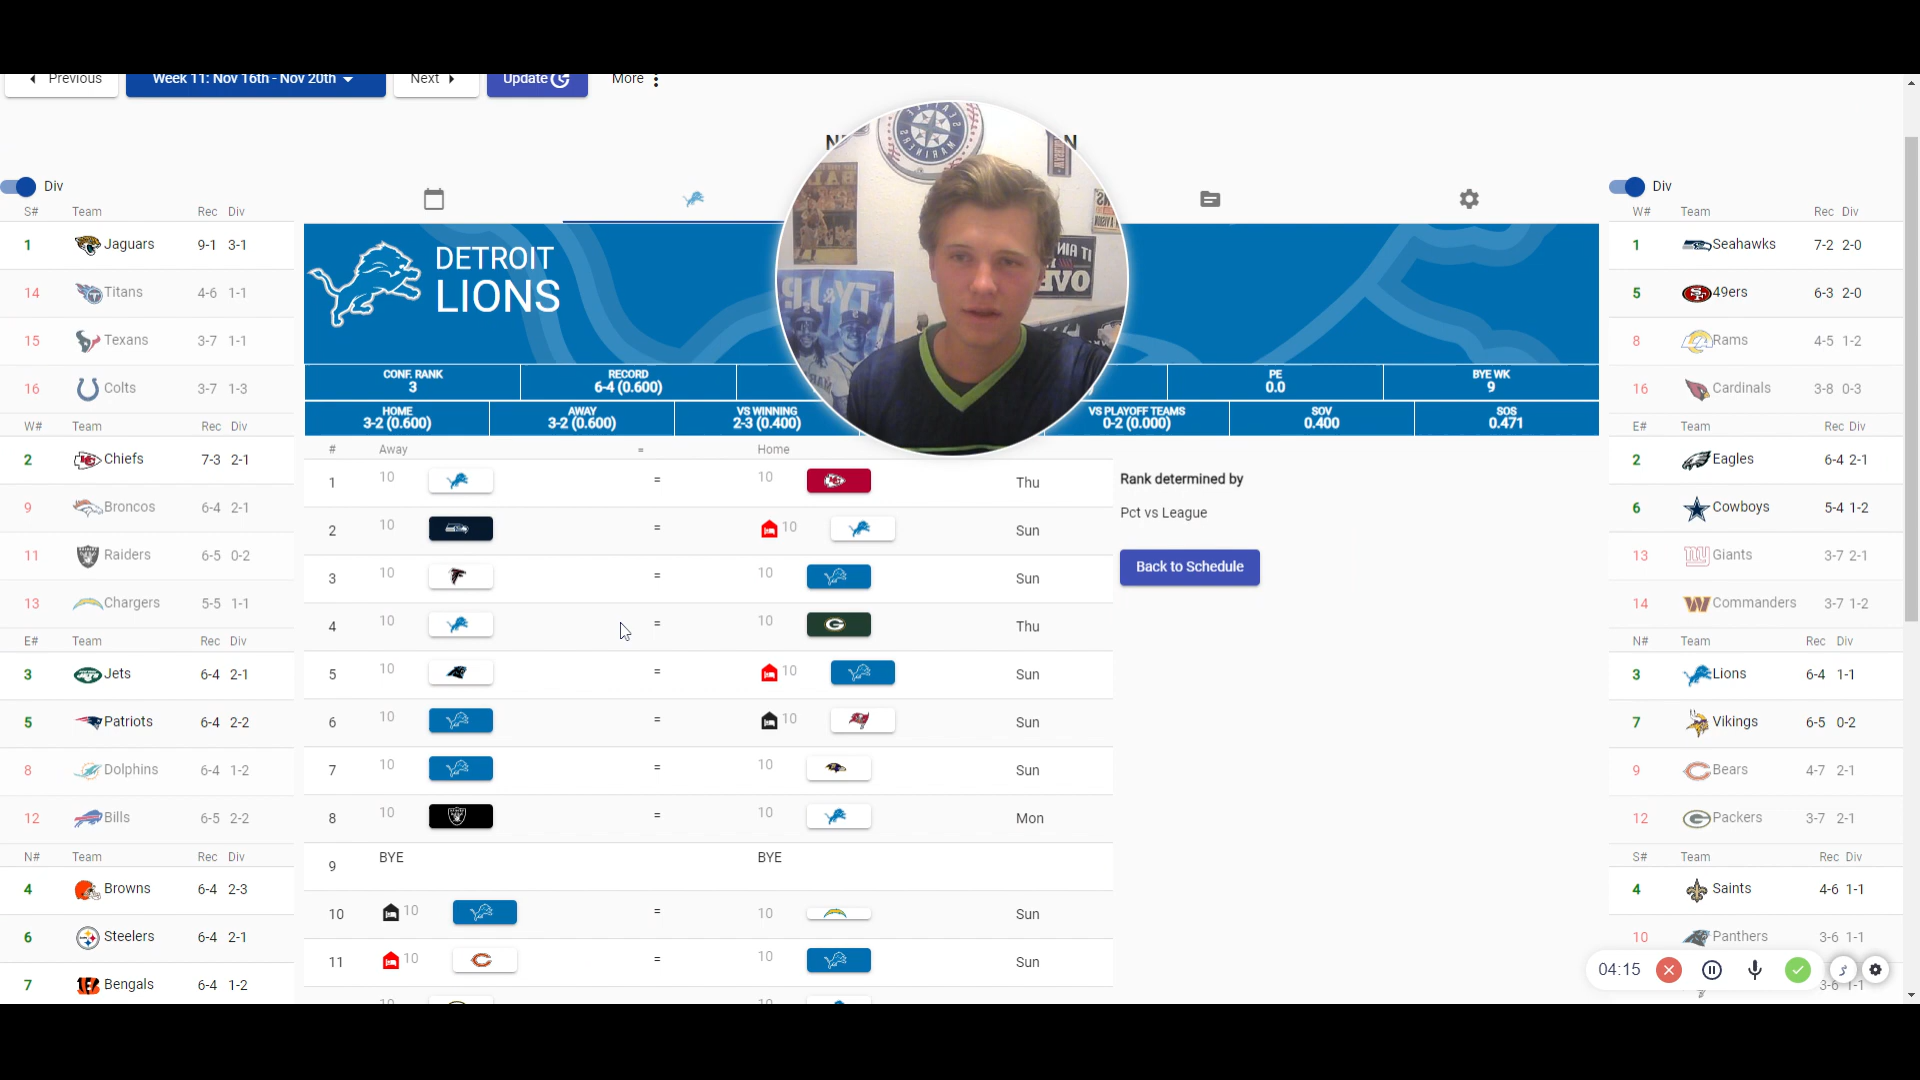 Previous
Week 11: Nov 16th - Nov 20th
Next
Update
More
Div
S# Team Rec Div
1 Jaguars 9-1 3-1
14 Titans 4-6 1-1
15 Texans 3-7 1-1
16 Colts 3-7 1-3
W# Team Rec Div
2 Chiefs 7-3 2-1
9 Broncos 6-4 2-1
11 Raiders 6-5 0-2
13 Chargers 5-5 1-1
E# Team Rec Div
3 Jets 6-4 2-1
5 Patriots 6-4 2-2
8 Dolphins 6-4 1-2
12 Bills 6-5 2-2
N# Team Rec Div
4 Browns 6-4 2-3
6 Steelers 6-4 2-1
7 Bengals 6-4 1-2
DETROIT
LIONS
CONF. RANK
3
RECORD
6-4 (0.600)
PE
0.0
BYE WK
9
HOME
3-2 (0.600)
AWAY
3-2 (0.600)
VS WINNING
2-3 (0.400)
VS PLAYOFF TEAMS
0-2 (0.000)
SOV
0.400
SOS
0.471
# Away = Home
1 10 = 10 Thu
2 10 = 10 Sun
3 10 = 10 Sun
4 10 = 10 G Thu
5 10 = 10 Sun
6 10 = 10 Sun
7 10 = 10 Sun
8 10 = 10 Mon
9 BYE BYE
10 10 = 10 Sun
11 10 = 10 Sun
Rank determined by
Pct vs League
Back to Schedule
Div
W# Team Rec Div
1 Seahawks 7-2 2-0
5 49ers 6-3 2-0
8 Rams 4-5 1-2
16 Cardinals 3-8 0-3
E# Team Rec Div
2 Eagles 6-4 2-1
6 Cowboys 5-4 1-2
13 Giants 3-7 2-1
14 Commanders 3-7 1-2
N# Team Rec Div
3 Lions 6-4 1-1
7 Vikings 6-5 0-2
9 Bears 4-7 2-1
12 Packers 3-7 2-1
S# Team Rec Div
4 Saints 4-6 1-1
10 Panthers 3-6 1-1
04:15
3-6 1-1